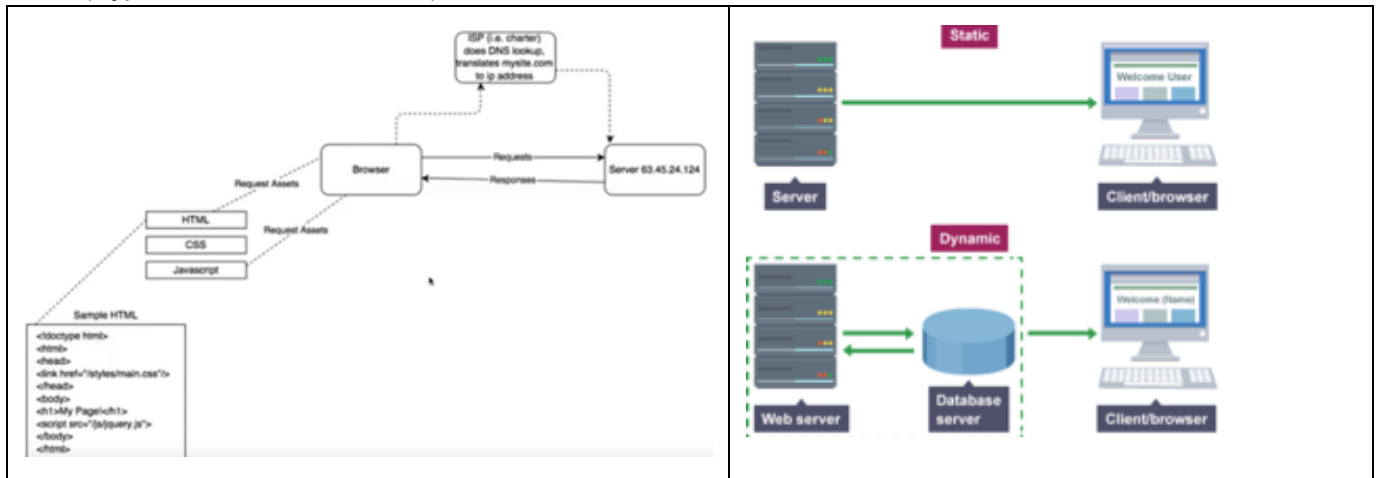 ISP (i.e. charter)
does DNS lookup,
translates mysite.com
to ip address
Browser
Requests
Responses
Server 63.45.24.124
Request Assets
HTML
Request Assets
CSS
Javascript
Sample HTML
<!doctype html>
<html>
<head>
<link href="/styles/main.css"/>
</head>
<body>
<h1>My Page!</h1>
<script src="/js/jquery.js">
</body>
</html>
Static
Welcome User
Server
Client/browser
Dynamic
Welcome (Name)
Web server
Database
server
Client/browser